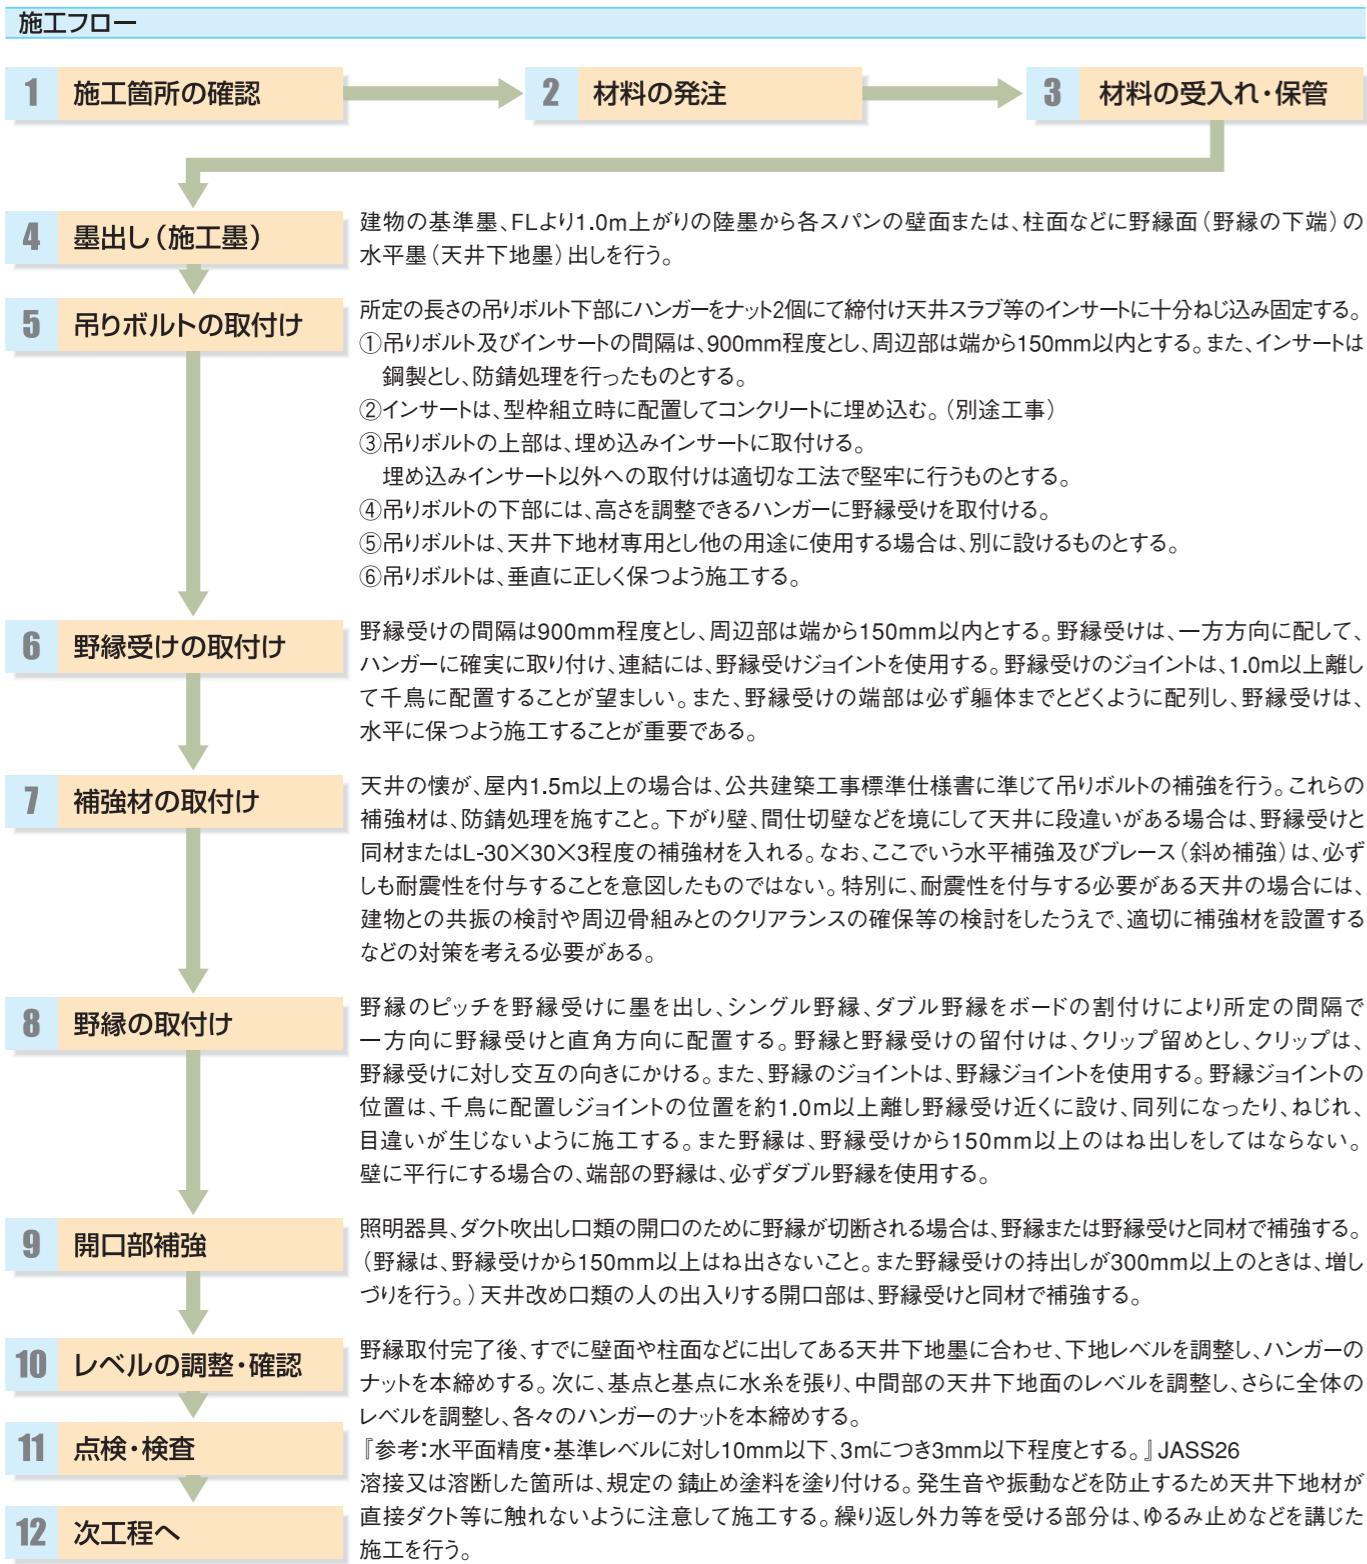 施工フロー
1 施工箇所の確認
2 材料の発注
3 材料の受入れ・保管
4 墨出し（施工墨）
建物の基準墨、FLより1.0m上がりの陸墨から各スパンの壁面または、柱面などに野縁面（野縁の下端）の
水平墨（天井下地墨）出しを行う。
5 吊りボルトの取付け
所定の長さの吊りボルト下部にハンガーをナット2個にて締付け天井スラブ等のインサートに十分ねじ込み固定する。
①吊りボルト及びインサートの間隔は、900mm程度とし、周辺部は端から150mm以内とする。また、インサートは
鋼製とし、防錆処理を行ったものとする。
②インサートは、型枠組立時に配置してコンクリートに埋め込む。（別途工事）
③吊りボルトの上部は、埋め込みインサートに取付ける。
埋め込みインサート以外への取付けは適切な工法で堅牢に行うものとする。
④吊りボルトの下部には、高さを調整できるハンガーに野縁受けを取付ける。
⑤吊りボルトは、天井下地材専用とし他の用途に使用する場合は、別に設けるものとする。
⑥吊りボルトは、垂直に正しく保つよう施工する。
6 野縁受けの取付け
野縁受けの間隔は900mm程度とし、周辺部は端から150mm以内とする。野縁受けは、一方方向に配して、
ハンガーに確実に取り付け、連結には、野縁受けジョイントを使用する。野縁受けのジョイントは、1.0m以上離し
て千鳥に配置することが望ましい。また、野縁受けの端部は必ず躯体までとどくように配列し、野縁受けは、
水平に保つよう施工することが重要である。
7 補強材の取付け
天井の懐が、屋内1.5m以上の場合は、公共建築工事標準仕様書に準じて吊りボルトの補強を行う。これらの
補強材は、防錆処理を施すこと。下がり壁、間仕切壁などを境にして天井に段違いがある場合は、野縁受けと
同材またはL-30×30×3程度の補強材を入れる。なお、ここでいう水平補強及びブレース（斜め補強）は、必ず
しも耐震性を付与することを意図したものではない。特別に、耐震性を付与する必要がある天井の場合には、
建物との共振の検討や周辺骨組みとのクリアランスの確保等の検討をしたうえで、適切に補強材を設置する
などの対策を考える必要がある。
8 野縁の取付け
野縁のピッチを野縁受けに墨を出し、シングル野縁、ダブル野縁をボードの割付けにより所定の間隔で
一方向に野縁受けと直角方向に配置する。野縁と野縁受けの留付けは、クリップ留めとし、クリップは、
野縁受けに対し交互の向きにかける。また、野縁のジョイントは、野縁ジョイントを使用する。野縁ジョイントの
位置は、千鳥に配置しジョイントの位置を約1.0m以上離し野縁受け近くに設け、同列になったり、ねじれ、
目違いが生じないように施工する。また野縁は、野縁受けから150mm以上のはね出しをしてはならない。
壁に平行にする場合の、端部の野縁は、必ずダブル野縁を使用する。
9 開口部補強
照明器具、ダクト吹出し口類の開口のために野縁が切断される場合は、野縁または野縁受けと同材で補強する。
（野縁は、野縁受けから150mm以上はね出さないこと。また野縁受けの持出しが300mm以上のときは、増し
づりを行う。）天井改め口類の人の出入りする開口部は、野縁受けと同材で補強する。
10 レベルの調整・確認
野縁取付完了後、すでに壁面や柱面などに出してある天井下地墨に合わせ、下地レベルを調整し、ハンガーの
ナットを本締めする。次に、基点と基点に水糸を張り、中間部の天井下地面のレベルを調整し、さらに全体の
レベルを調整し、各々のハンガーのナットを本締めする。
11 点検・検査
『参考：水平面精度・基準レベルに対し10mm以下、3mにつき3mm以下程度とする。』JASS26
溶接又は溶断した箇所は、規定の錆止め塗料を塗り付ける。発生音や振動などを防止するため天井下地材が
直接ダクト等に触れないように注意して施工する。繰り返し外力等を受ける部分は、ゆるみ止めなどを講じた
施工を行う。
12 次工程へ